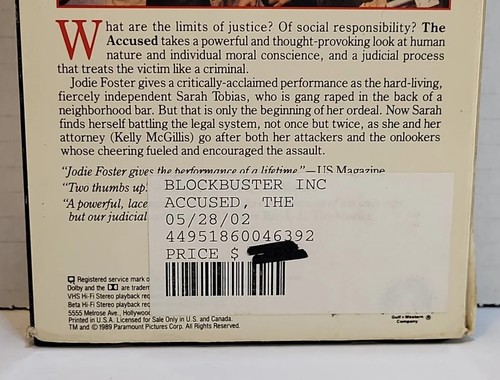 What are the limits of justice? Of social responsibility? The
Accused takes a powerful and thought-provoking look at human
nature and individual moral conscience, and a judicial process
that treats the victim like a criminal.
Jodie Foster gives a critically-acclaimed performance as the hard-living,
fiercely independent Sarah Tobias, who is gang raped in the back of a
neighborhood bar. But that is only the beginning of her ordeal. Now Sarah
finds herself battling the legal system, not once but twice, as she and her
attorney (Kelly McGillis) go after both her attackers and the onlookers
whose cheering fueled and encouraged the assault.
"Jodie Foster gives the performance of a lifetime"—US Magazine
"Two thumbs up!
"A powerful, lace
but our judicial
BLOCKBUSTER INC
ACCUSED, THE
05/28/02
44951860046392
PRICE $
Registered service mark o
Dolby and the are tradem
VHS Hi-Fi Stereo playback req
Beta Hi-Fi Stereo playback req
5555 Melrose Ave., Hollywood
Printed in U.S.A. Licensed for Sale Only in U.S. and Canada.
TM and © 1989 Paramount Pictures Corp. All Rights Reserved.
Gulf+Western
Company